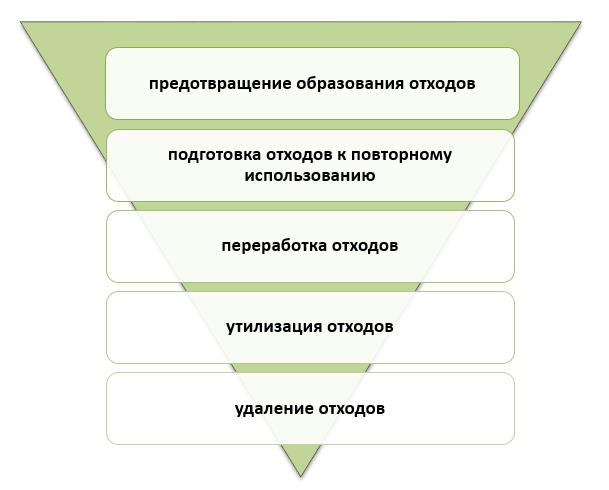 предотвращение образования отходов
подготовка отходов к повторному
использованию
переработка отходов
утилизация отходов
удаление отходов